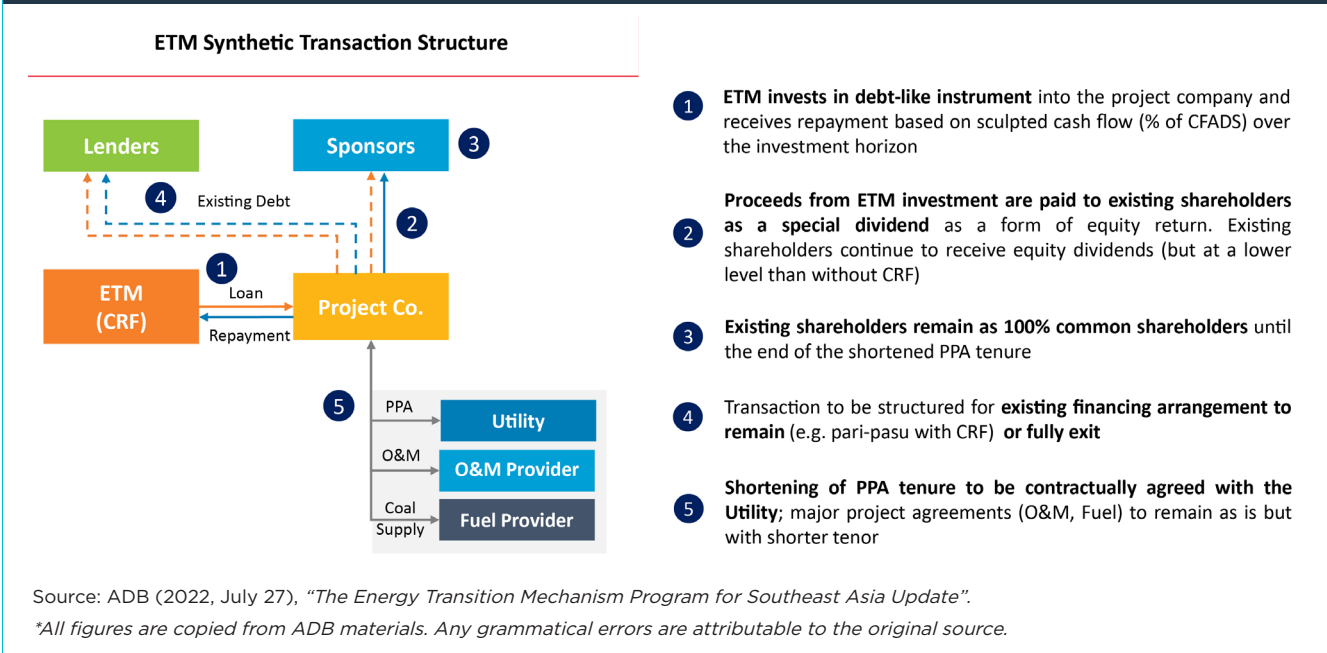 ETM Synthetic Transaction Structure
Lenders
Sponsors
3
4
Existing Debt
2
1
ETM
(CRF)
Loan
Repayment
Project Co.
5
PPA
Utility
O&M
O&M Provider
Coal
Supply
Fuel Provider
1
ETM invests in debt-like instrument into the project company and
receives repayment based on sculpted cash flow (% of CFADS) over
the investment horizon
2
Proceeds from ETM investment are paid to existing shareholders
as a special dividend as a form of equity return. Existing
shareholders continue to receive equity dividends (but at a lower
level than without CRF)
3
Existing shareholders remain as 100% common shareholders until
the end of the shortened PPA tenure
4
Transaction to be structured for existing financing arrangement to
remain (e.g. pari-pasu with CRF) or fully exit
5
Shortening of PPA tenure to be contractually agreed with the
Utility; major project agreements (O&M, Fuel) to remain as is but
with shorter tenor
Source: ADB (2022, July 27), “The Energy Transition Mechanism Program for Southeast Asia Update”.
*All figures are copied from ADB materials. Any grammatical errors are attributable to the original source.